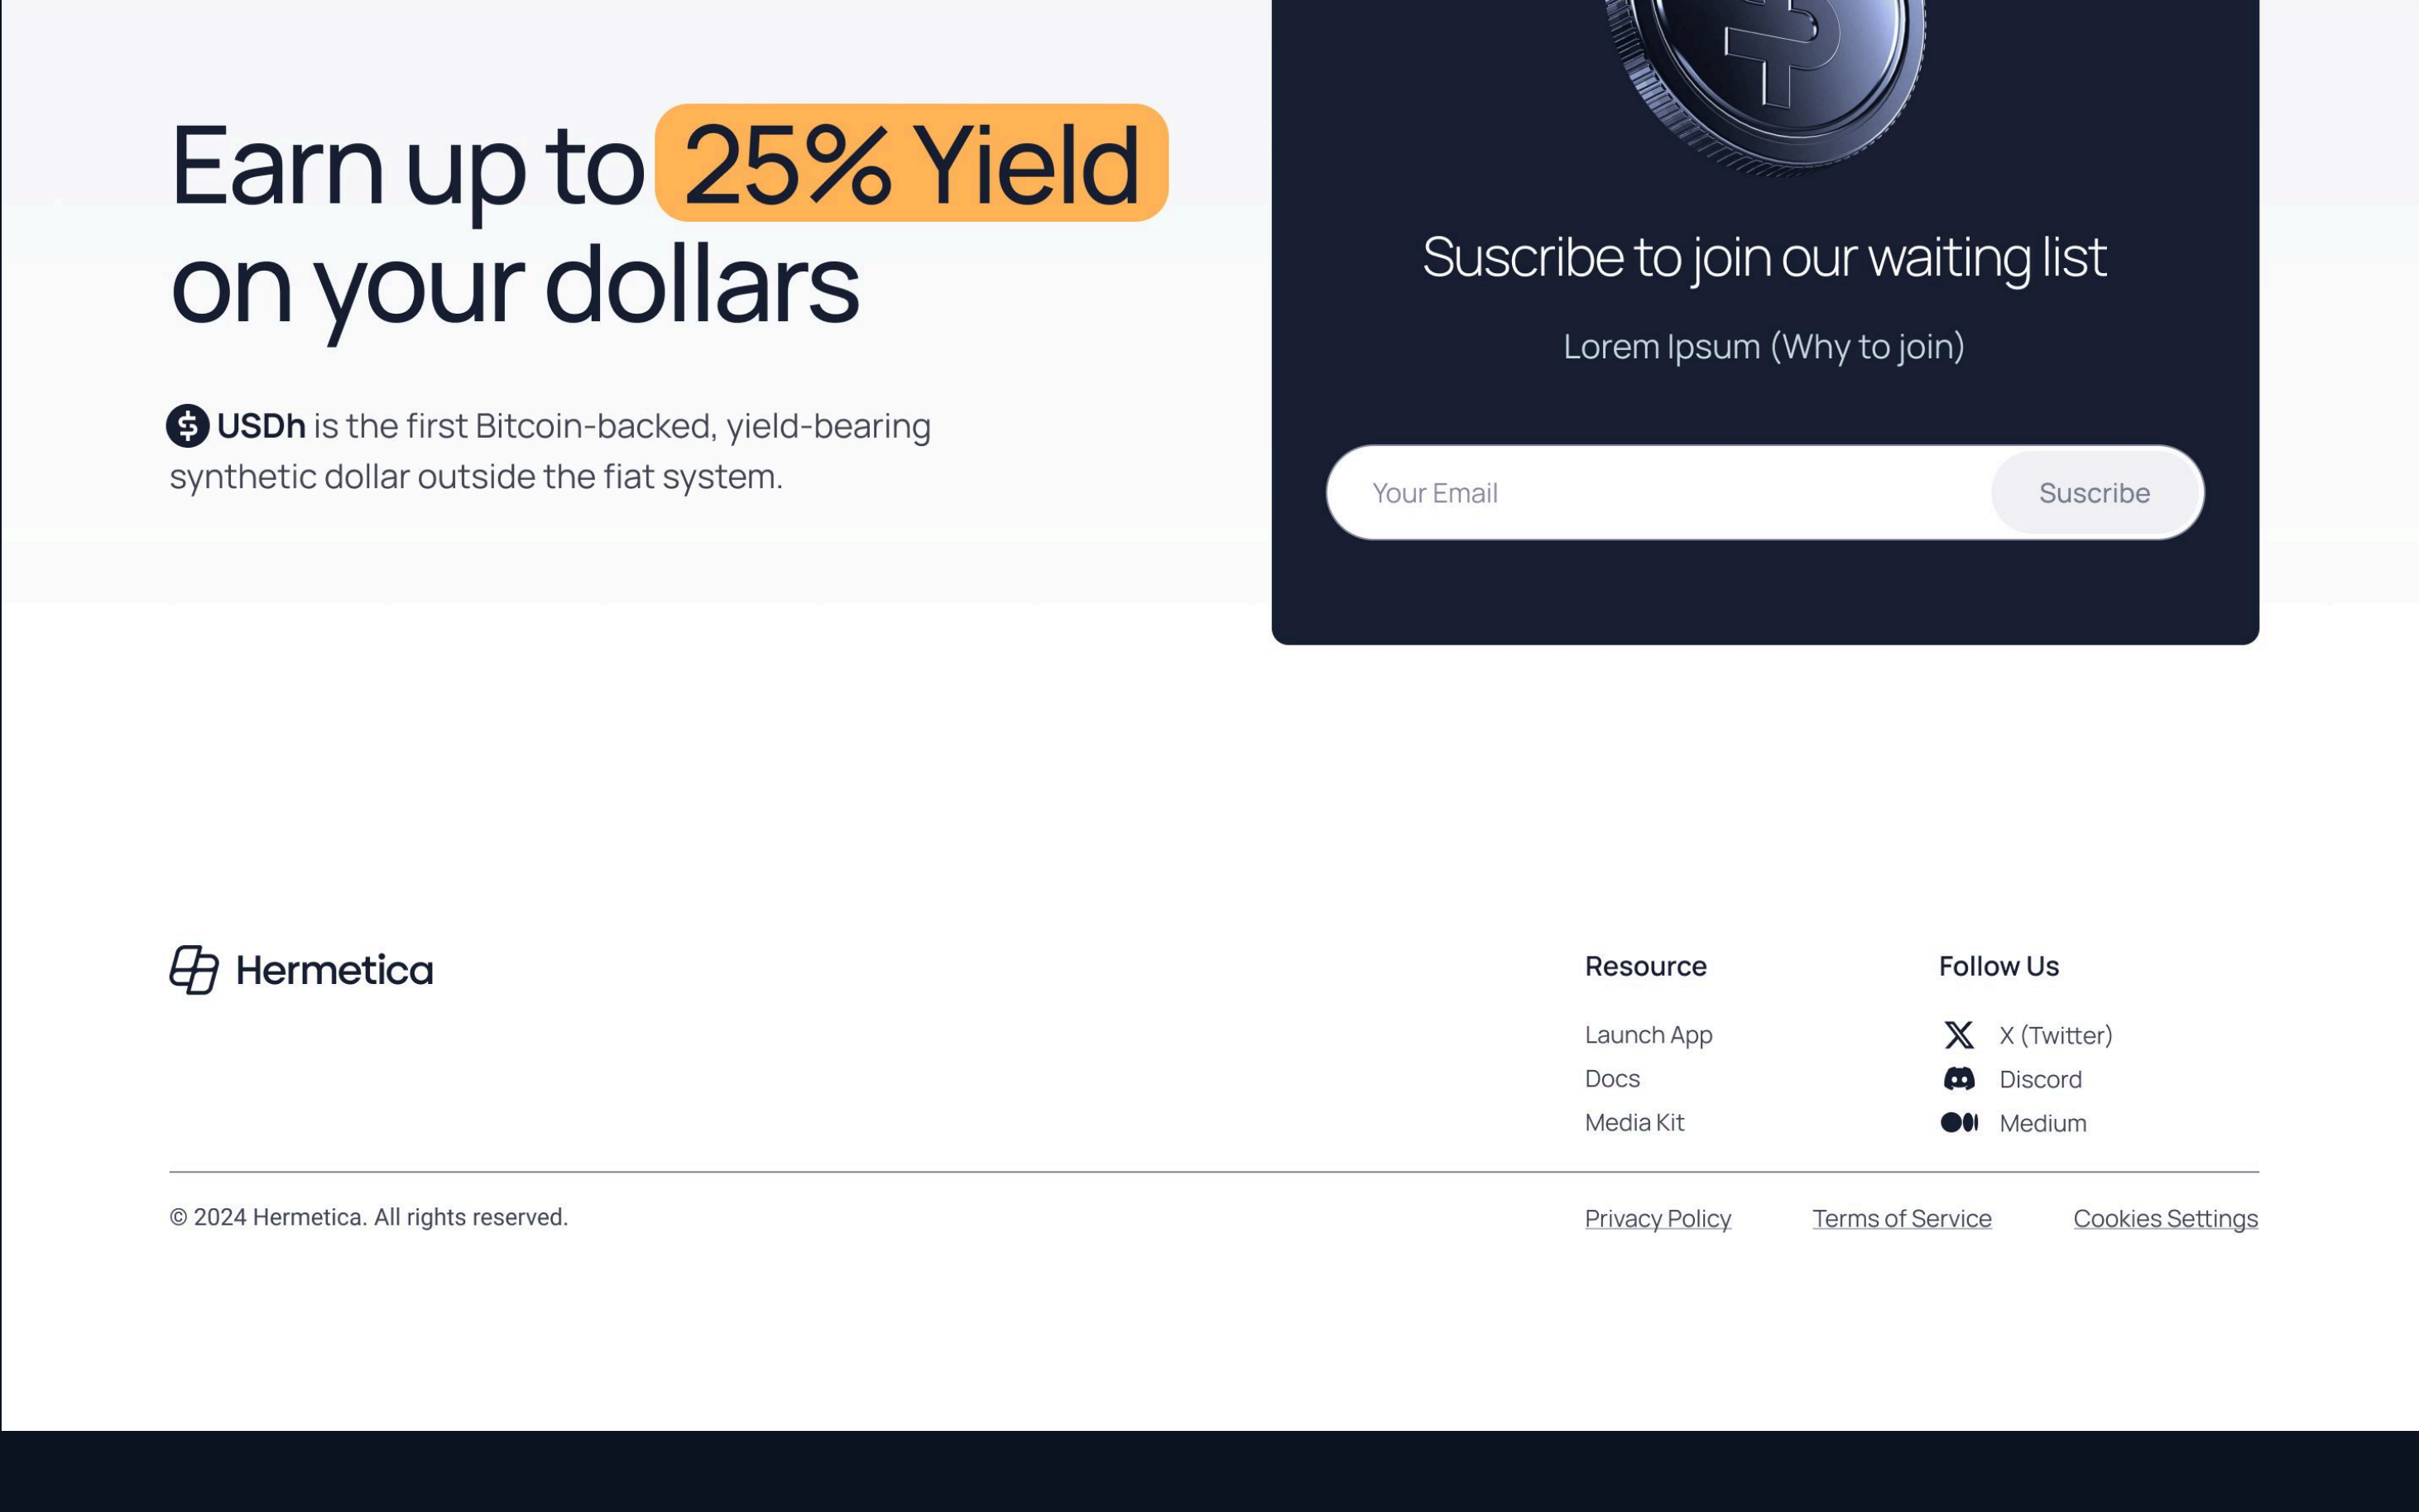 Earn up to 25% Yield
on your dollars
USDh is the first Bitcoin-backed, yield-bearing
synthetic dollar outside the fiat system.
Suscribe to join our waiting list
Lorem Ipsum (Why to join)
Your Email
Suscribe
Hermetica
Resource
Launch App
Docs
Media Kit
Follow Us
X (Twitter)
Discord
Medium
© 2024 Hermetica. All rights reserved.
Privacy Policy
Terms of Service
Cookies Settings